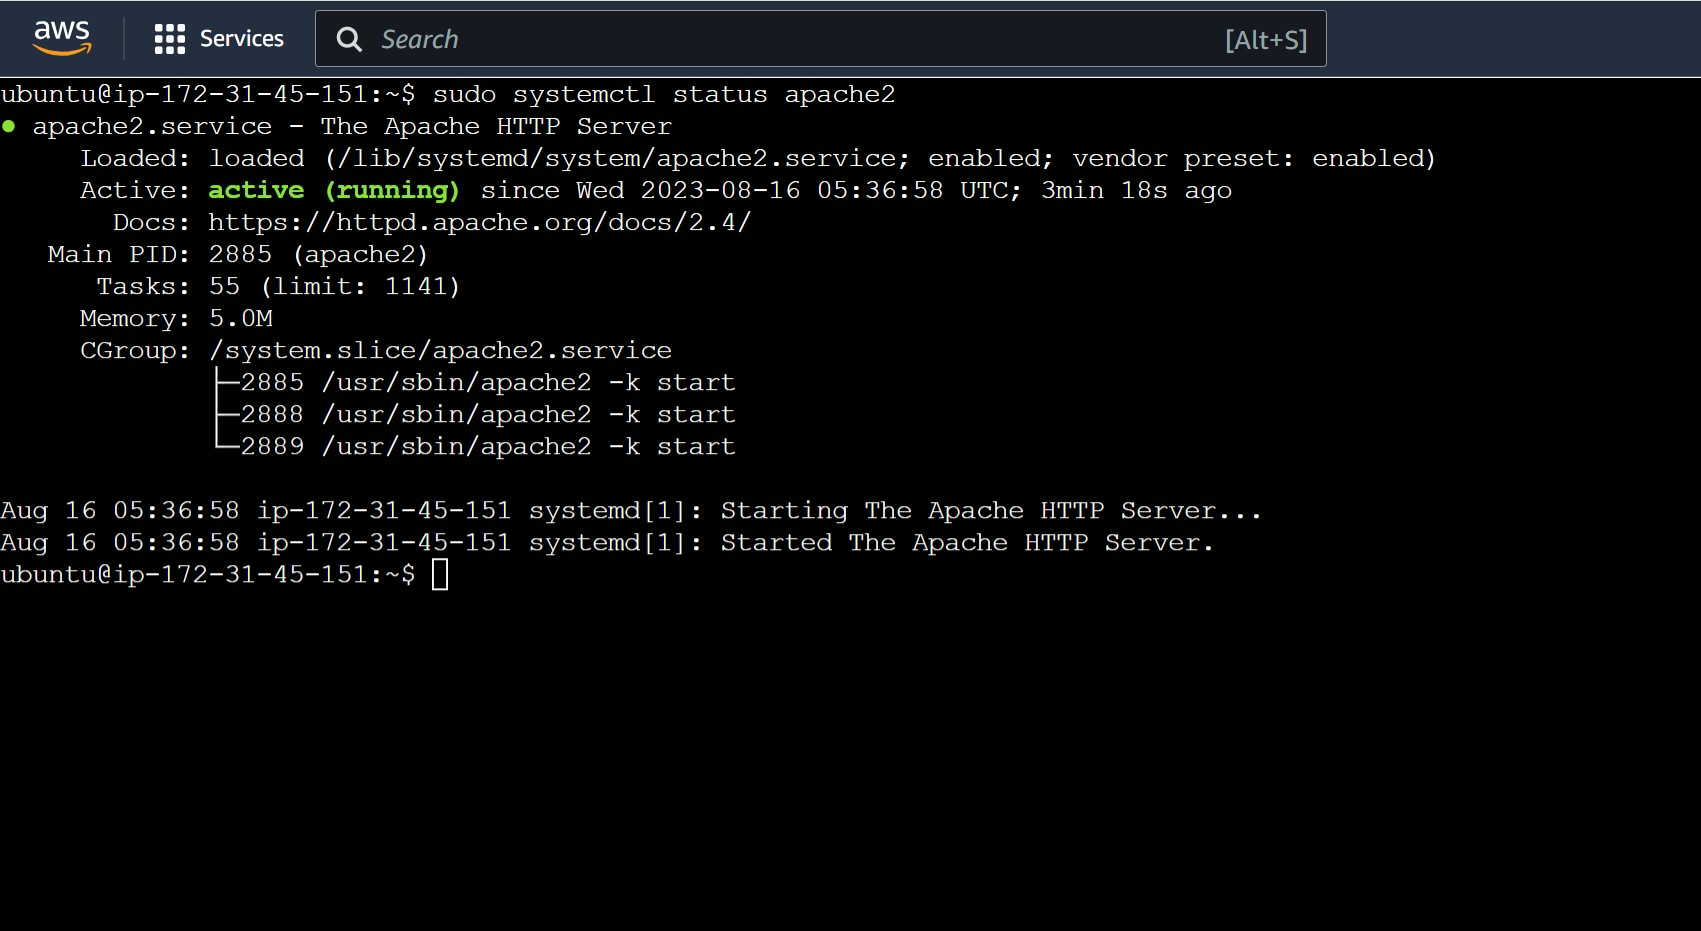 aws Services Search [Alt+S]
ubuntu@ip-172-31-45-151:~$ sudo systemctl status apache2
● apache2.service - The Apache HTTP Server
Loaded: loaded (/lib/systemd/system/apache2.service; enabled; vendor preset: enabled)
Active: active (running) since Wed 2023-08-16 05:36:58 UTC; 3min 18s ago
Docs: https://httpd.apache.org/docs/2.4/
Main PID: 2885 (apache2)
Tasks: 55 (limit: 1141)
Memory: 5.0M
CGroup: /system.slice/apache2.service
├─2885 /usr/sbin/apache2 -k start
├─2888 /usr/sbin/apache2 -k start
└─2889 /usr/sbin/apache2 -k start
Aug 16 05:36:58 ip-172-31-45-151 systemd[1]: Starting The Apache HTTP Server...
Aug 16 05:36:58 ip-172-31-45-151 systemd[1]: Started The Apache HTTP Server.
ubuntu@ip-172-31-45-151:~$